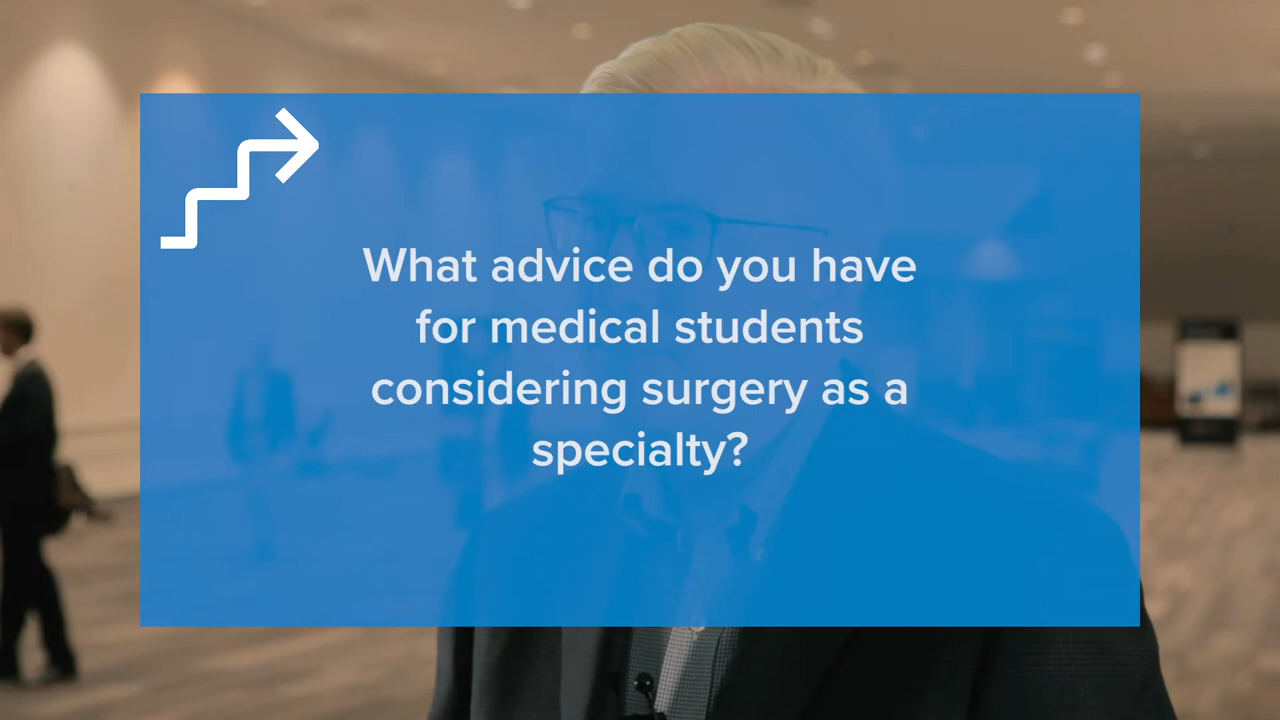 What advice do you have
for medical students
considering surgery as a
specialty?